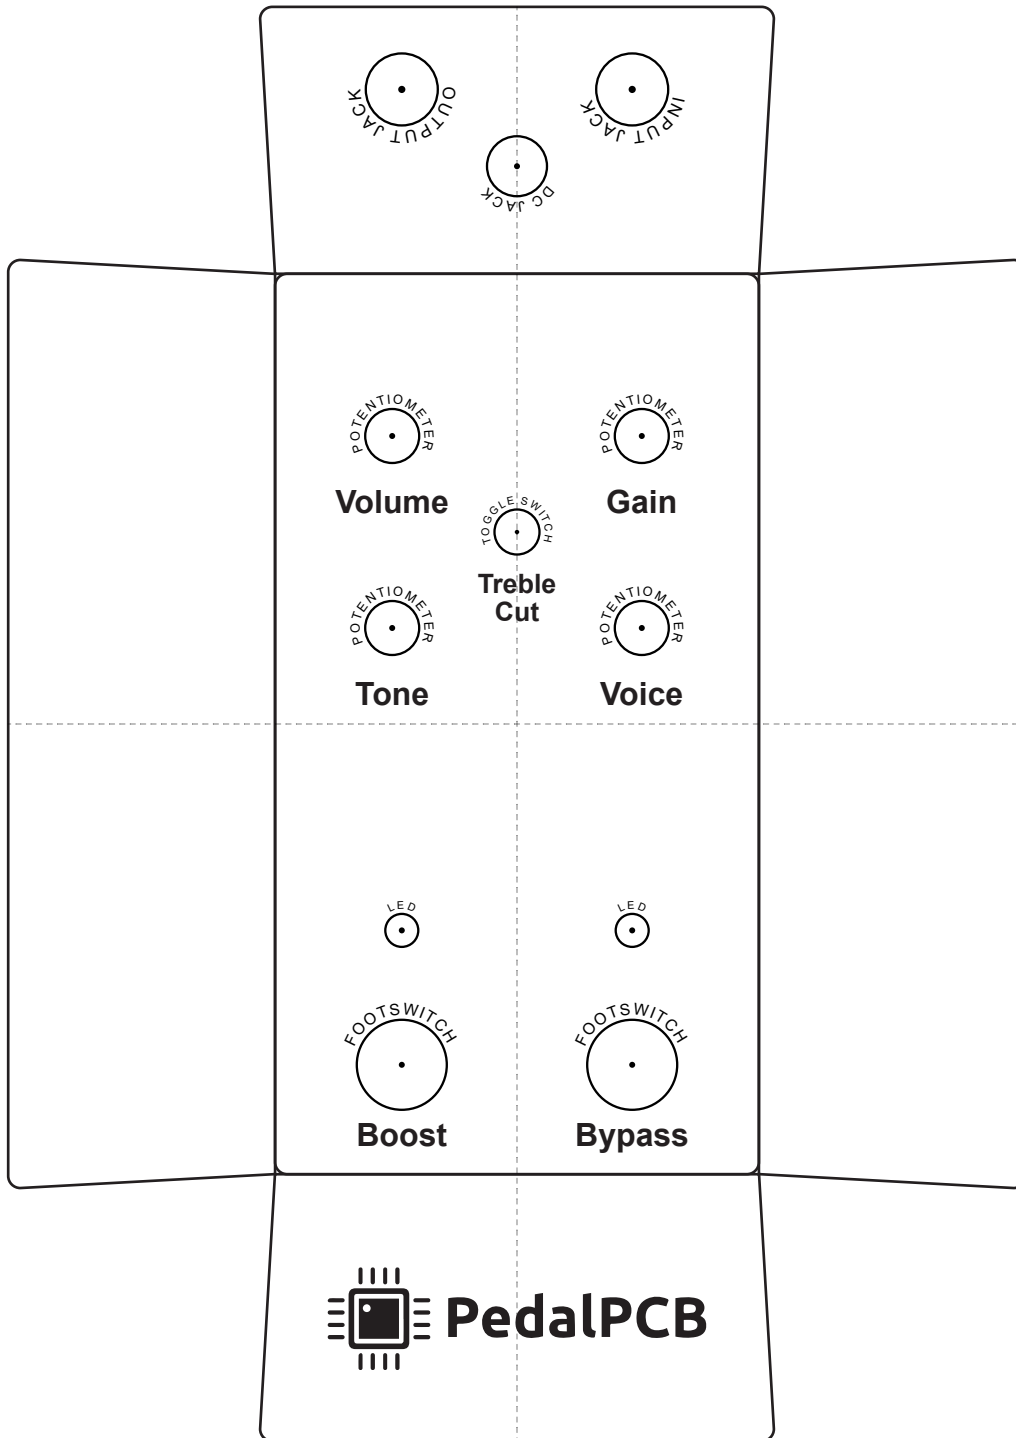 OUTPUT JACK
INPUT JACK
DC JACK
POTENTIOMETER
Volume
POTENTIOMETER
Gain
TOGGLE SWITCH
Treble
Cut
POTENTIOMETER
Tone
POTENTIOMETER
Voice
LED
LED
FOOTSWITCH
Boost
FOOTSWITCH
Bypass
PedalPCB